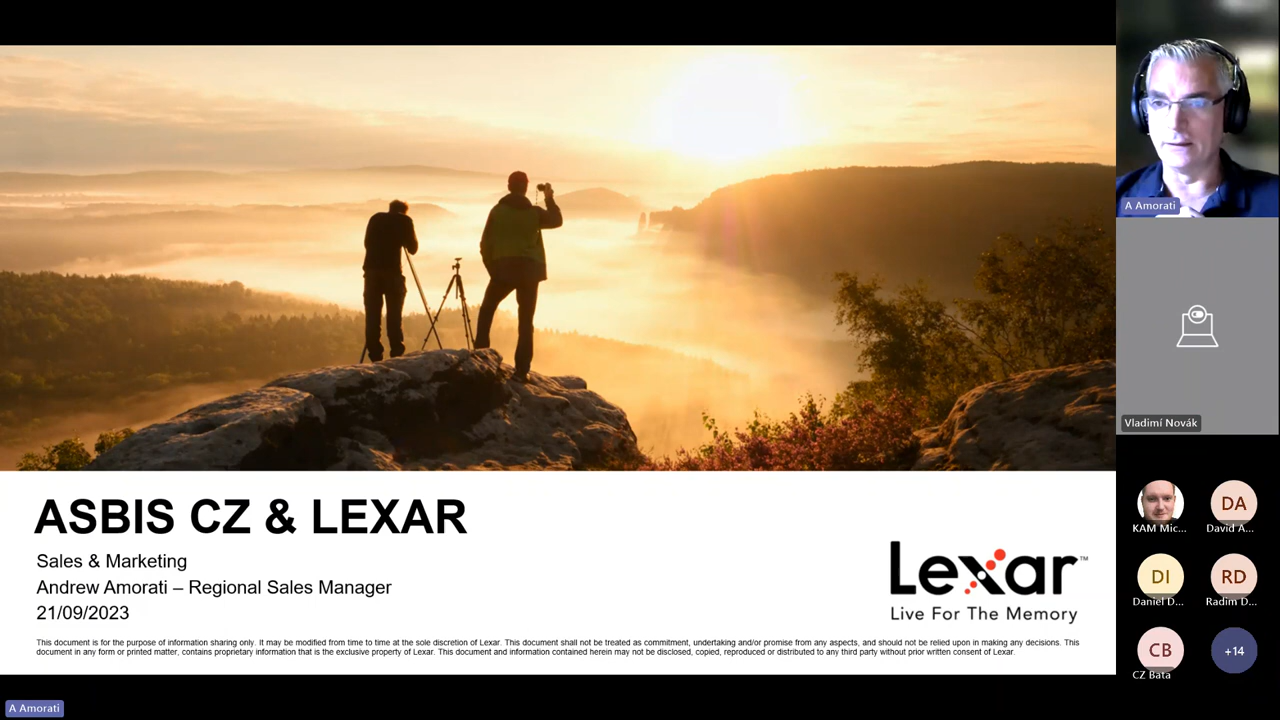 ASBIS CZ & LEXAR
Sales & Marketing
Andrew Amorati – Regional Sales Manager
21/09/2023
Lexar™
Live For The Memory
This document is for the purpose of information sharing only. It may be modified from time to time at the sole discretion of Lexar. This document shall not be treated as commitment, undertaking and/or promise from any aspects, and should not be relied upon in making any decisions. This
document in any form or printed matter, contains proprietary information that is the exclusive property of Lexar. This document and information contained herein may not be disclosed, copied, reproduced or distributed to any third party without prior written consent of Lexar.
A Amorati
A Amorati
Vladimí Novák
KAM Mic...
DA
David A...
DI
Daniel D...
RD
Radim D...
CB
CZ Bata
+14